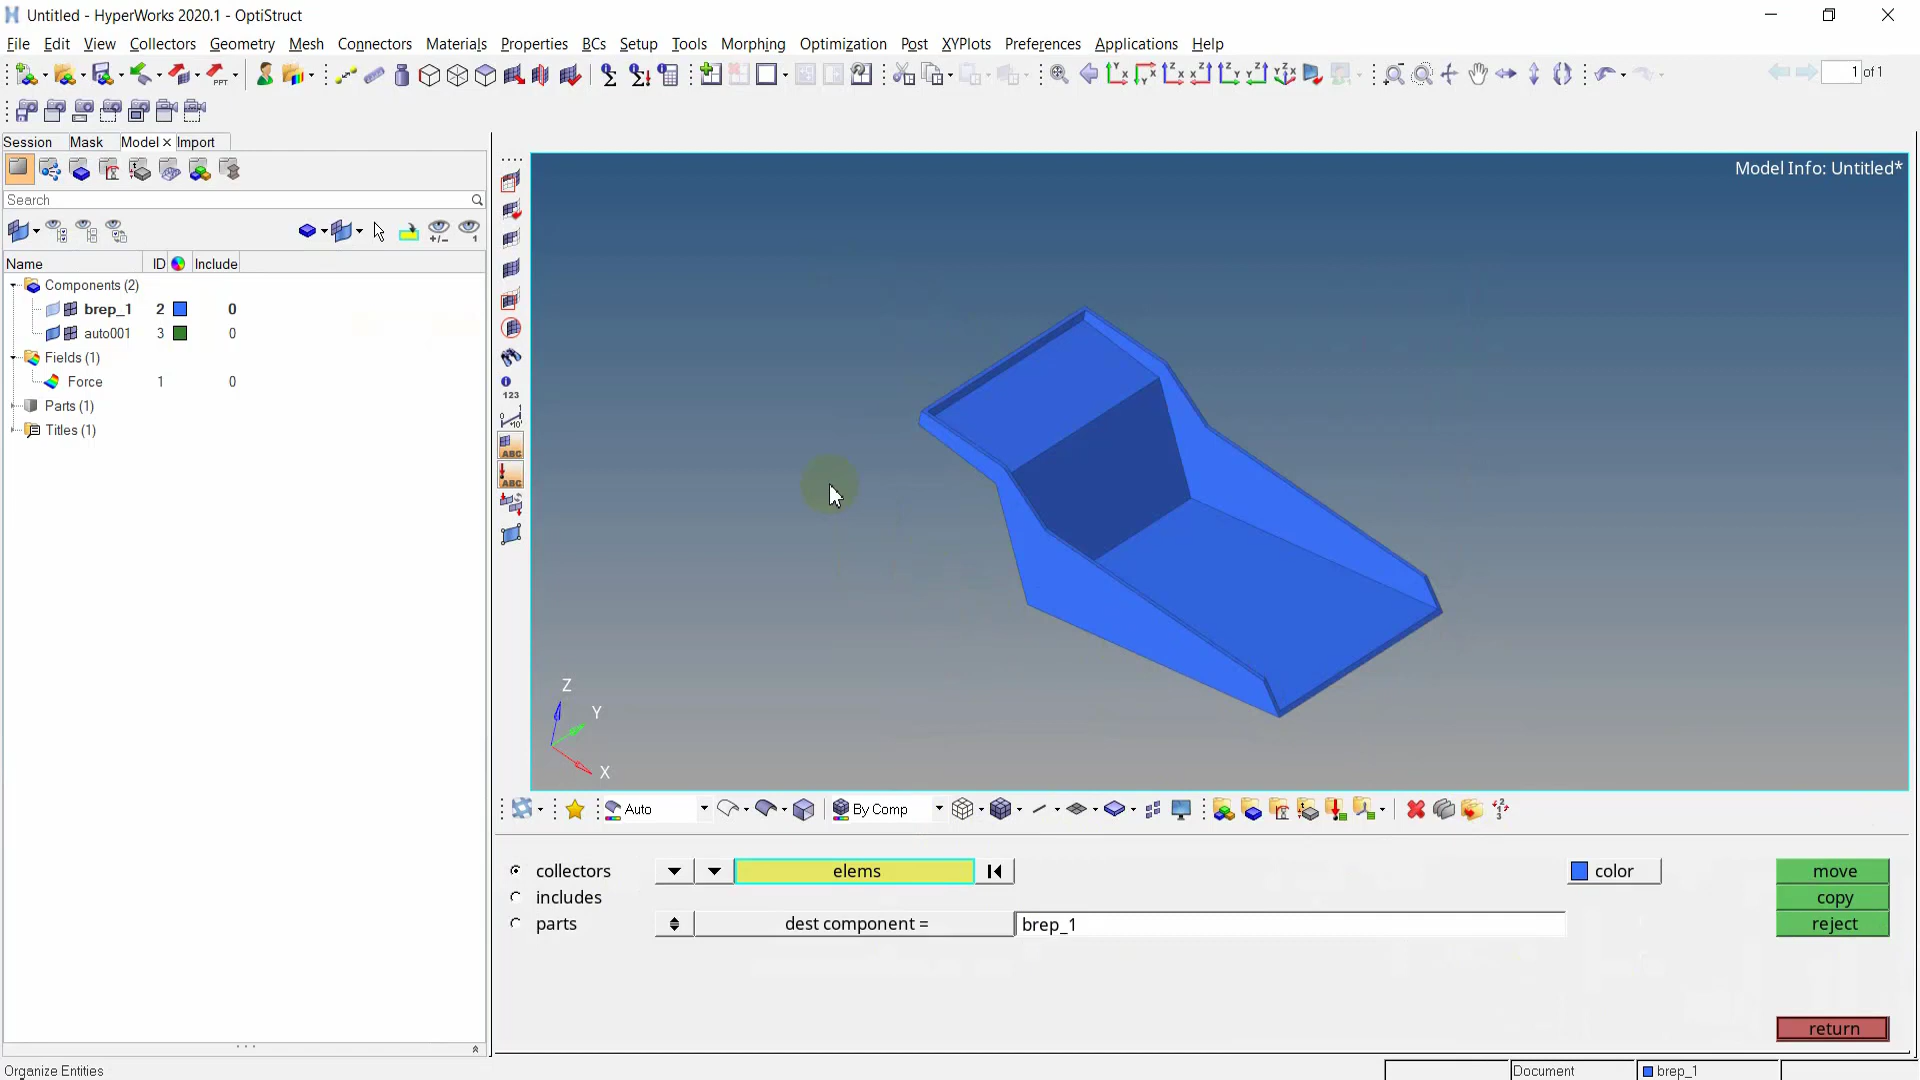 Untitled - HyperWorks 2020.1 - OptiStruct
File Edit View Collectors Geometry Mesh Connectors Materials Properties BCs Setup Tools Morphing Optimization Post XYPlots Preferences Applications Help
1 of 1
Session Mask Model Import
Model Info: Untitled*
Search
Name ID Include
Components (2)
brep_1 2 0
auto001 3 0
Fields (1)
Force 1 0
Parts (1)
Titles (1)
123
ABC
ABC
Z
Y
X
Auto By Comp
collectors elems color move
includes copy
parts dest component = brep_1 reject
return
Organize Entities Document brep_1